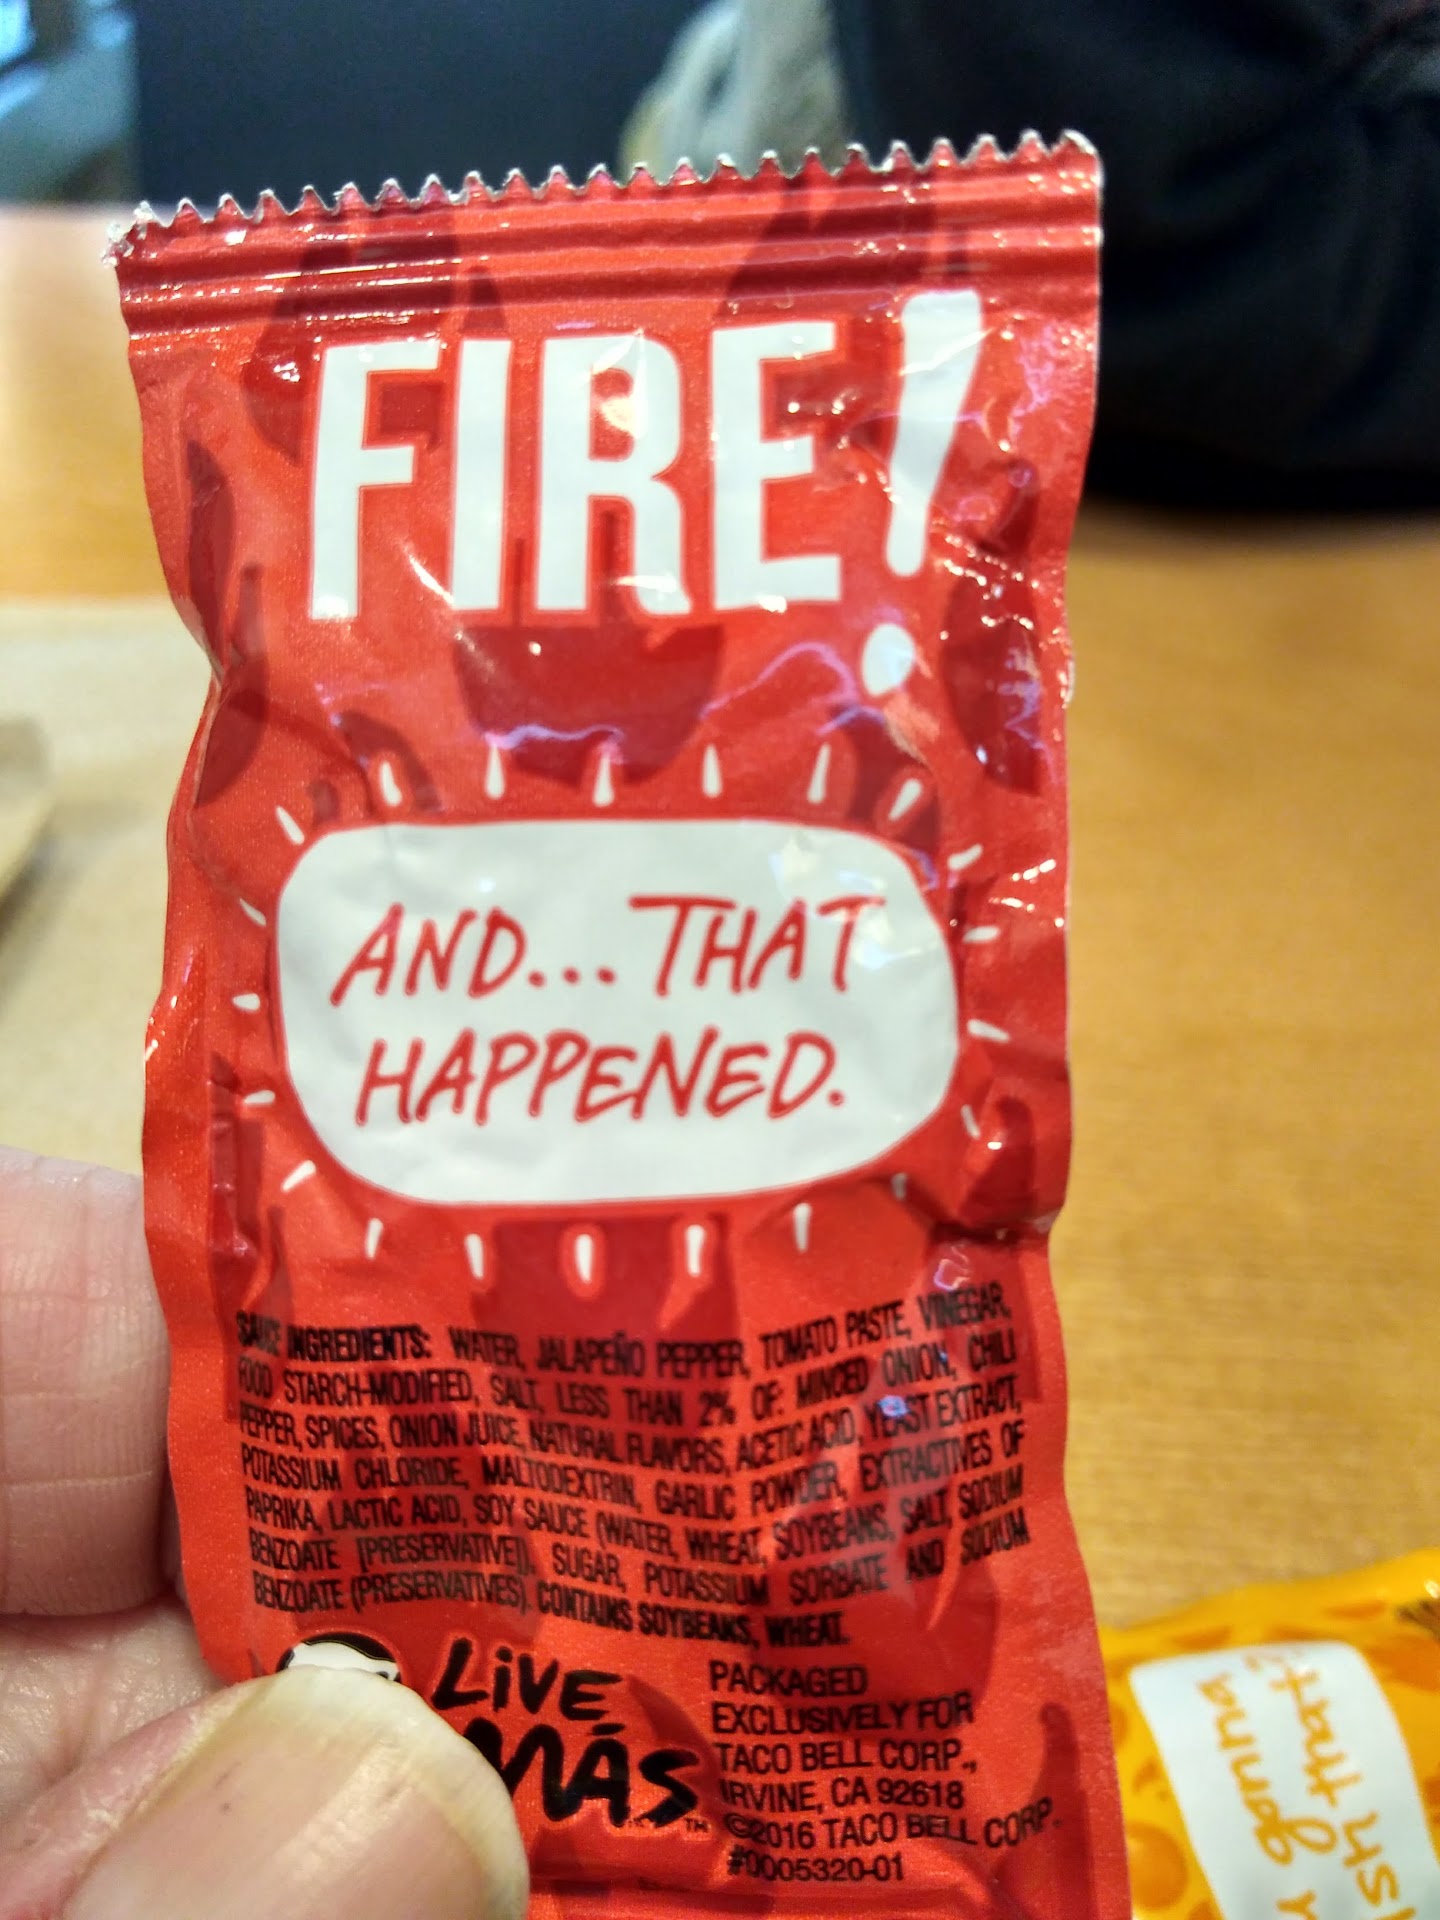 FIRE!
AND... THAT
HAPPENED.
SAUCE INGREDIENTS: WATER, JALAPEÑO PEPPER, TOMATO PASTE, VINEGAR,
FOOD STARCH-MODIFIED, SALT, LESS THAN 2% OF: MINCED ONION, CHILI
PEPPER, SPICES, ONION JUICE, NATURAL FLAVORS, ACETIC ACID, YEAST EXTRACT,
POTASSIUM CHLORIDE, MALTODEXTRIN, GARLIC POWDER, EXTRACTIVES OF
PAPRIKA, LACTIC ACID, SOY SAUCE (WATER, WHEAT, SOYBEANS, SALT, SODIUM
BENZOATE [PRESERVATIVE]), SUGAR, POTASSIUM SORBATE AND SODIUM
BENZOATE (PRESERVATIVES). CONTAINS SOYBEANS, WHEAT.
LIVE
MÁS™
PACKAGED
EXCLUSIVELY FOR
TACO BELL CORP.,
IRVINE, CA 92618
©2016 TACO BELL CORP.
#0005320-01
gonna
that?